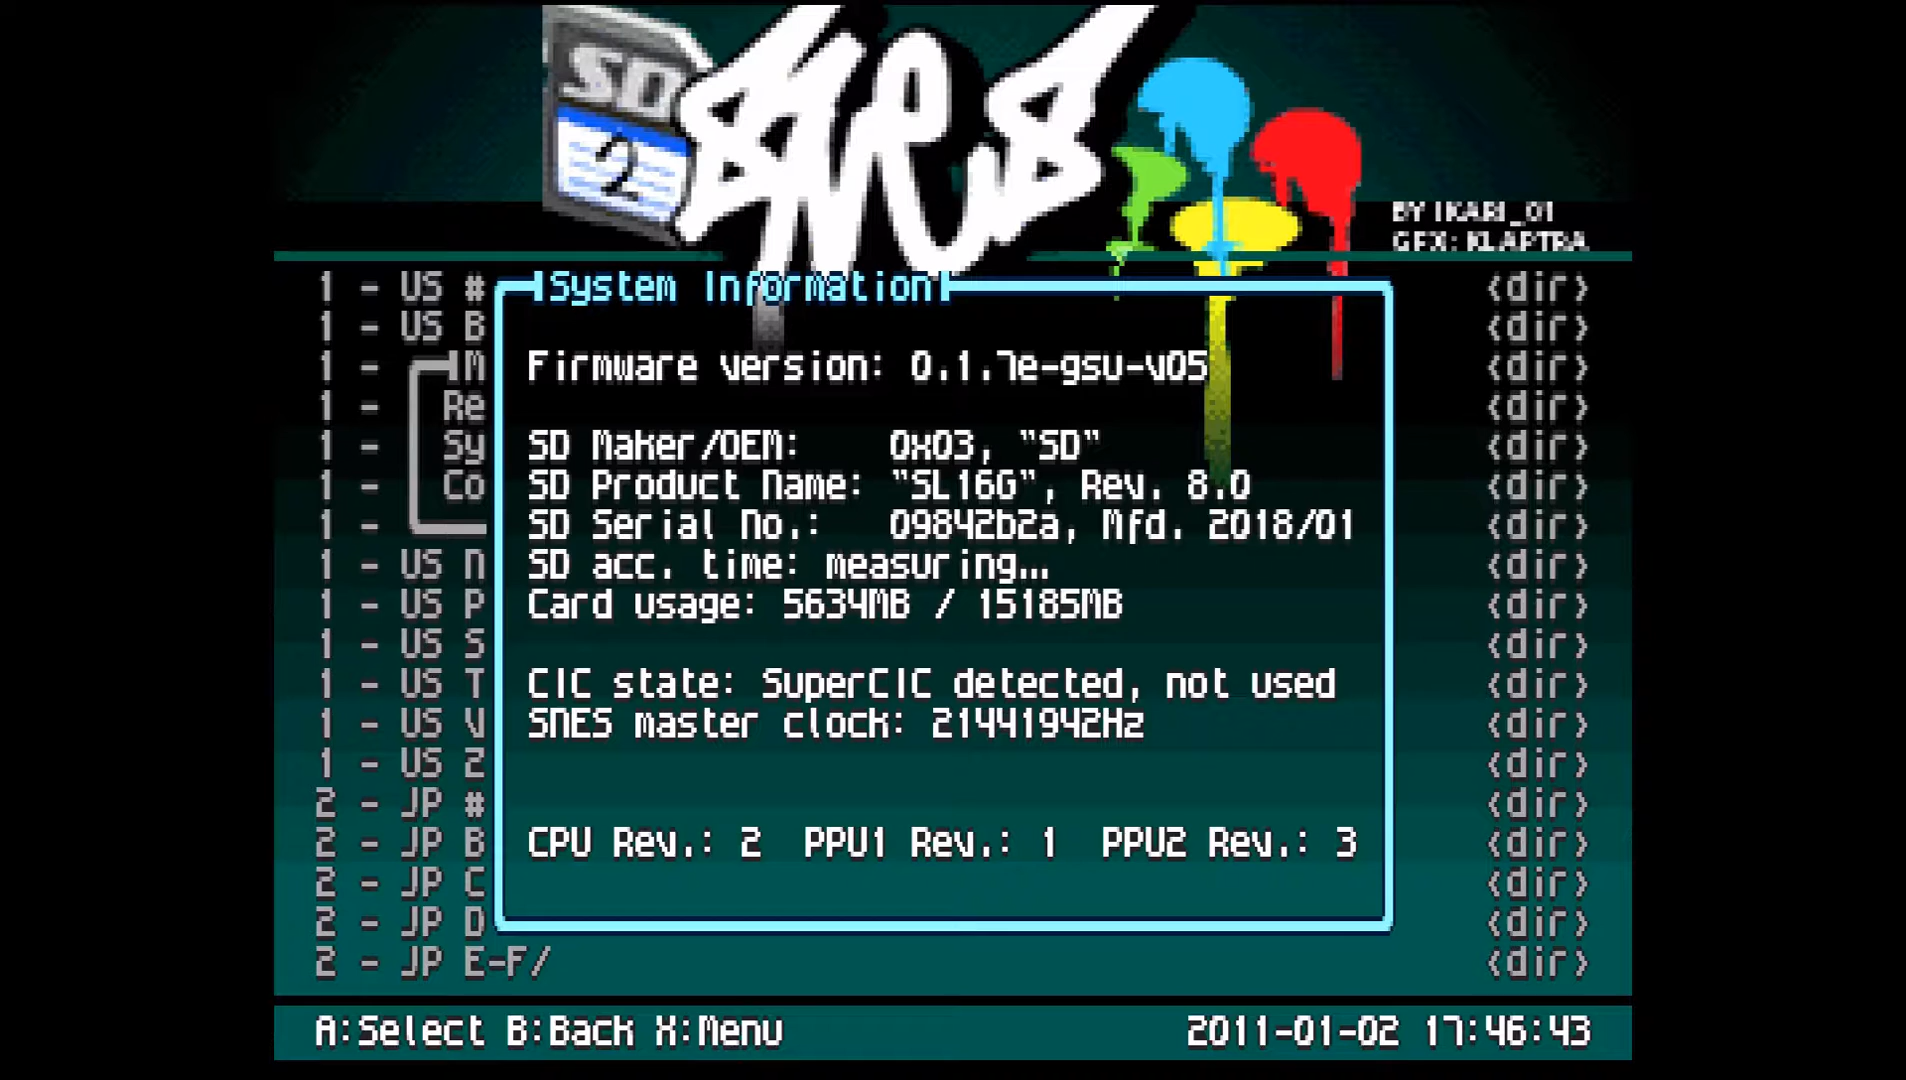 SD
2
SNES
BY IKARI_01
GFX: KLAPTRA
System Information
1 - US # <dir>
1 - US B <dir>
1 - M Firmware version: 0.1.7e-gsu-v05 <dir>
1 - Re <dir>
1 - Sy SD Maker/OEM: 0x03, "SD" <dir>
1 - Co SD Product Name: "SL16G", Rev. 8.0 <dir>
1 - SD Serial No.: 09842b2a, Mfd. 2018/01 <dir>
1 - US N SD acc. time: measuring... <dir>
1 - US P Card usage: 5634MB / 15185MB <dir>
1 - US S <dir>
1 - US T CIC state: SuperCIC detected, not used <dir>
1 - US V SNES master clock: 21441942Hz <dir>
1 - US Z <dir>
2 - JP # <dir>
2 - JP B CPU Rev.: 2 PPU1 Rev.: 1 PPU2 Rev.: 3 <dir>
2 - JP C <dir>
2 - JP D <dir>
2 - JP E-F/ <dir>
A:Select B:Back X:Menu 2011-01-02 17:46:43